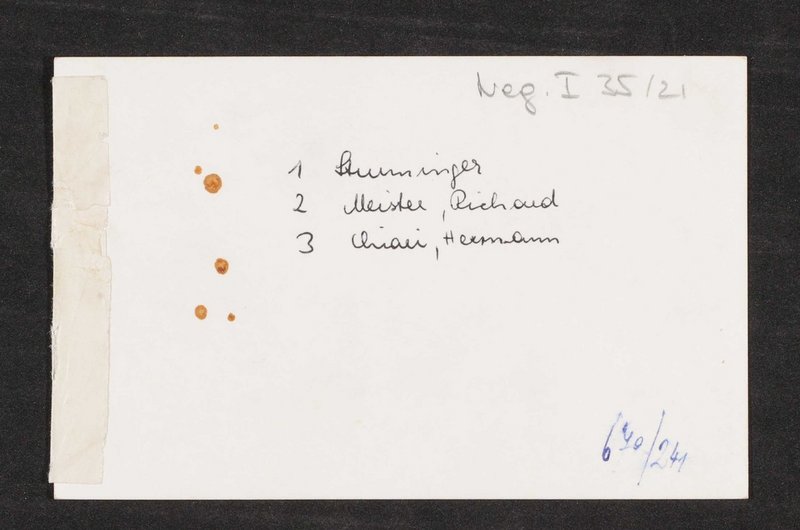 Neg. I 35/21
1 Stumminger
2 Meister, Richard
3 Chiari, Hermann
6 40/241